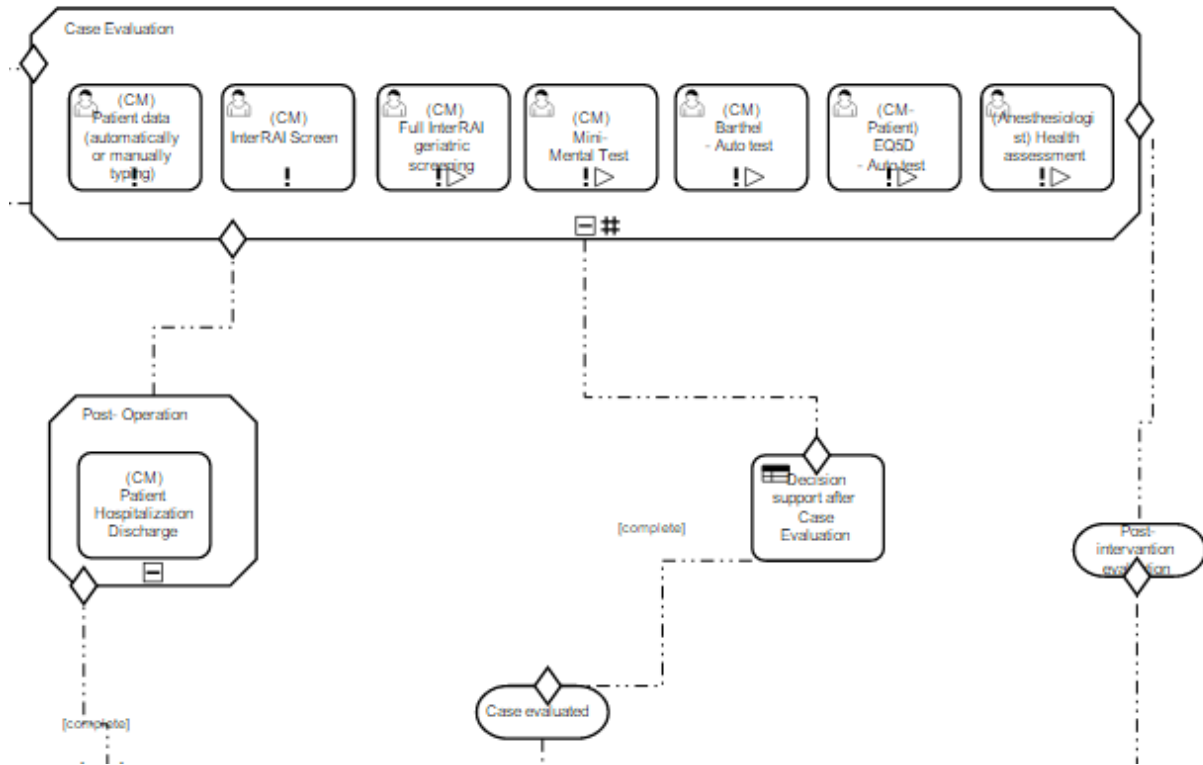 Case Evaluation
(CM)
Patient data
(automatically
or manually
typing)
(CM)
InterRAI Screen
(CM)
Full InterRAI
geriatric
screening
(CM)
Mini-
Mental Test
(CM)
Barthel
- Auto test
(CM-
Patient)
EQ5D
- Auto test
(Anesthesiologi
st) Health
assessment
Post- Operation
(CM)
Patient
Hospitalization
Discharge
Decision
support after
Case
Evaluation
[complete]
Post-
intervantion
evaluation
Case evaluated
[complete]